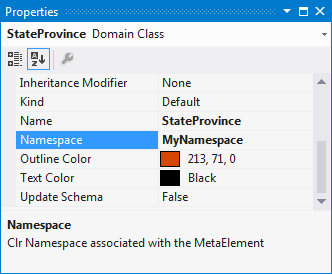 Properties
StateProvince Domain Class
Inheritance Modifier None
Kind Default
Name StateProvince
Namespace MyNamespace
Outline Color 213, 71, 0
Text Color Black
Update Schema False
Namespace
Clr Namespace associated with the MetaElement